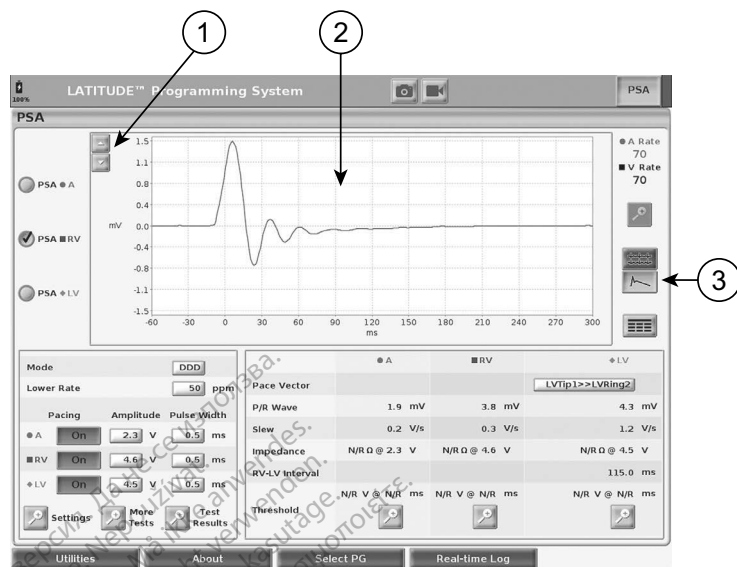 1 2
100% LATITUDE™ Programming System PSA
PSA
1.5
1.1
0.8
0.4
mV 0.0
-0.4
-0.8
-1.1
-1.5
-60 -30 0 30 60 90 120 150 180 210 240 270 300
ms
PSA A
PSA RV
PSA LV
A Rate
70
V Rate
70
3
Mode DDD
Lower Rate 50 ppm
Pacing Amplitude Pulse Width
A On 2.3 V 0.5 ms
RV On 4.6 V 0.5 ms
LV On 4.5 V 0.5 ms
Settings More Tests Test Results
A RV LV
Pace Vector LVTip1>>LVRing2
P/R Wave 1.9 mV 3.8 mV 4.3 mV
Slew 0.2 V/s 0.3 V/s 1.2 V/s
Impedance N/R Ω @ 2.3 V N/R Ω @ 4.6 V N/R Ω @ 4.5 V
RV-LV Interval 115.0 ms
Threshold N/R V @ N/R ms N/R V @ N/R ms N/R V @ N/R ms
Utilities About Select PG Real-time Log
версия. Да не се използва.